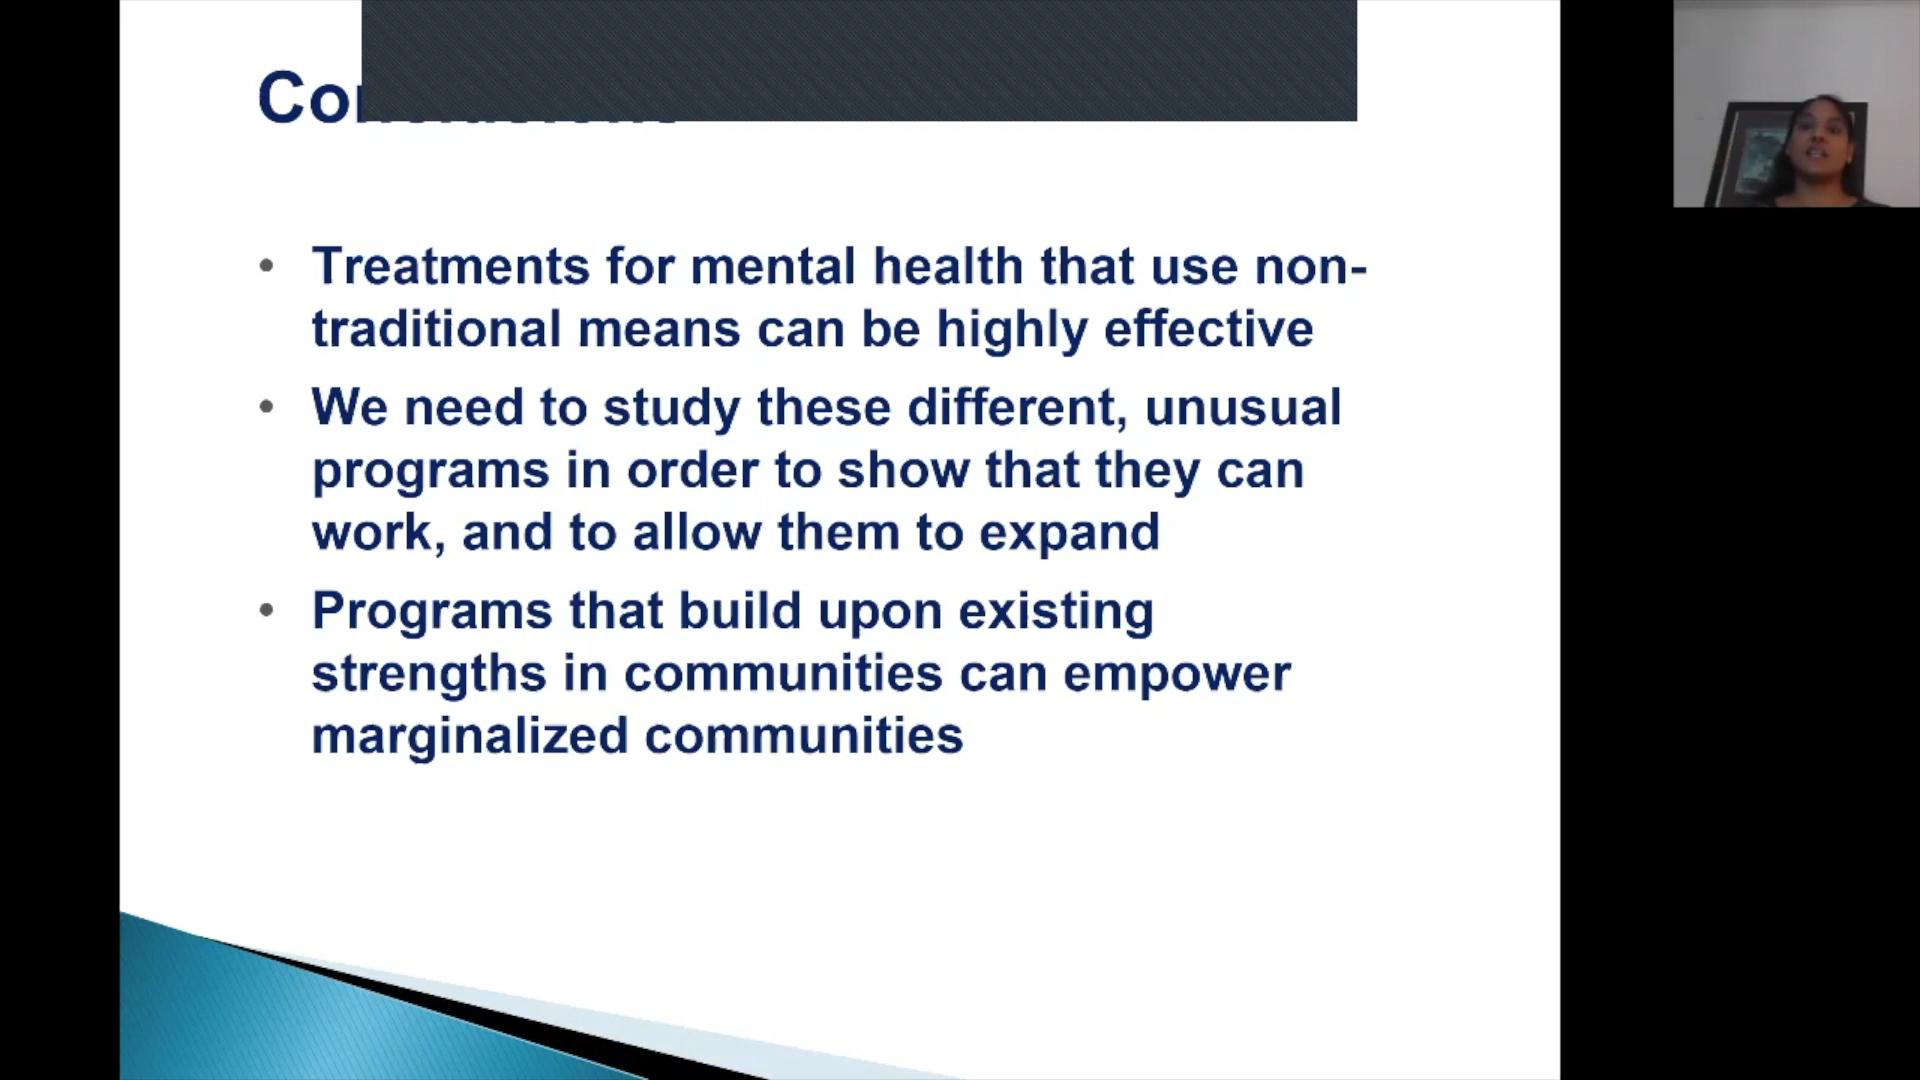 • Treatments for mental health that use non-
traditional means can be highly effective
• We need to study these different, unusual
programs in order to show that they can
work, and to allow them to expand
• Programs that build upon existing
strengths in communities can empower
marginalized communities